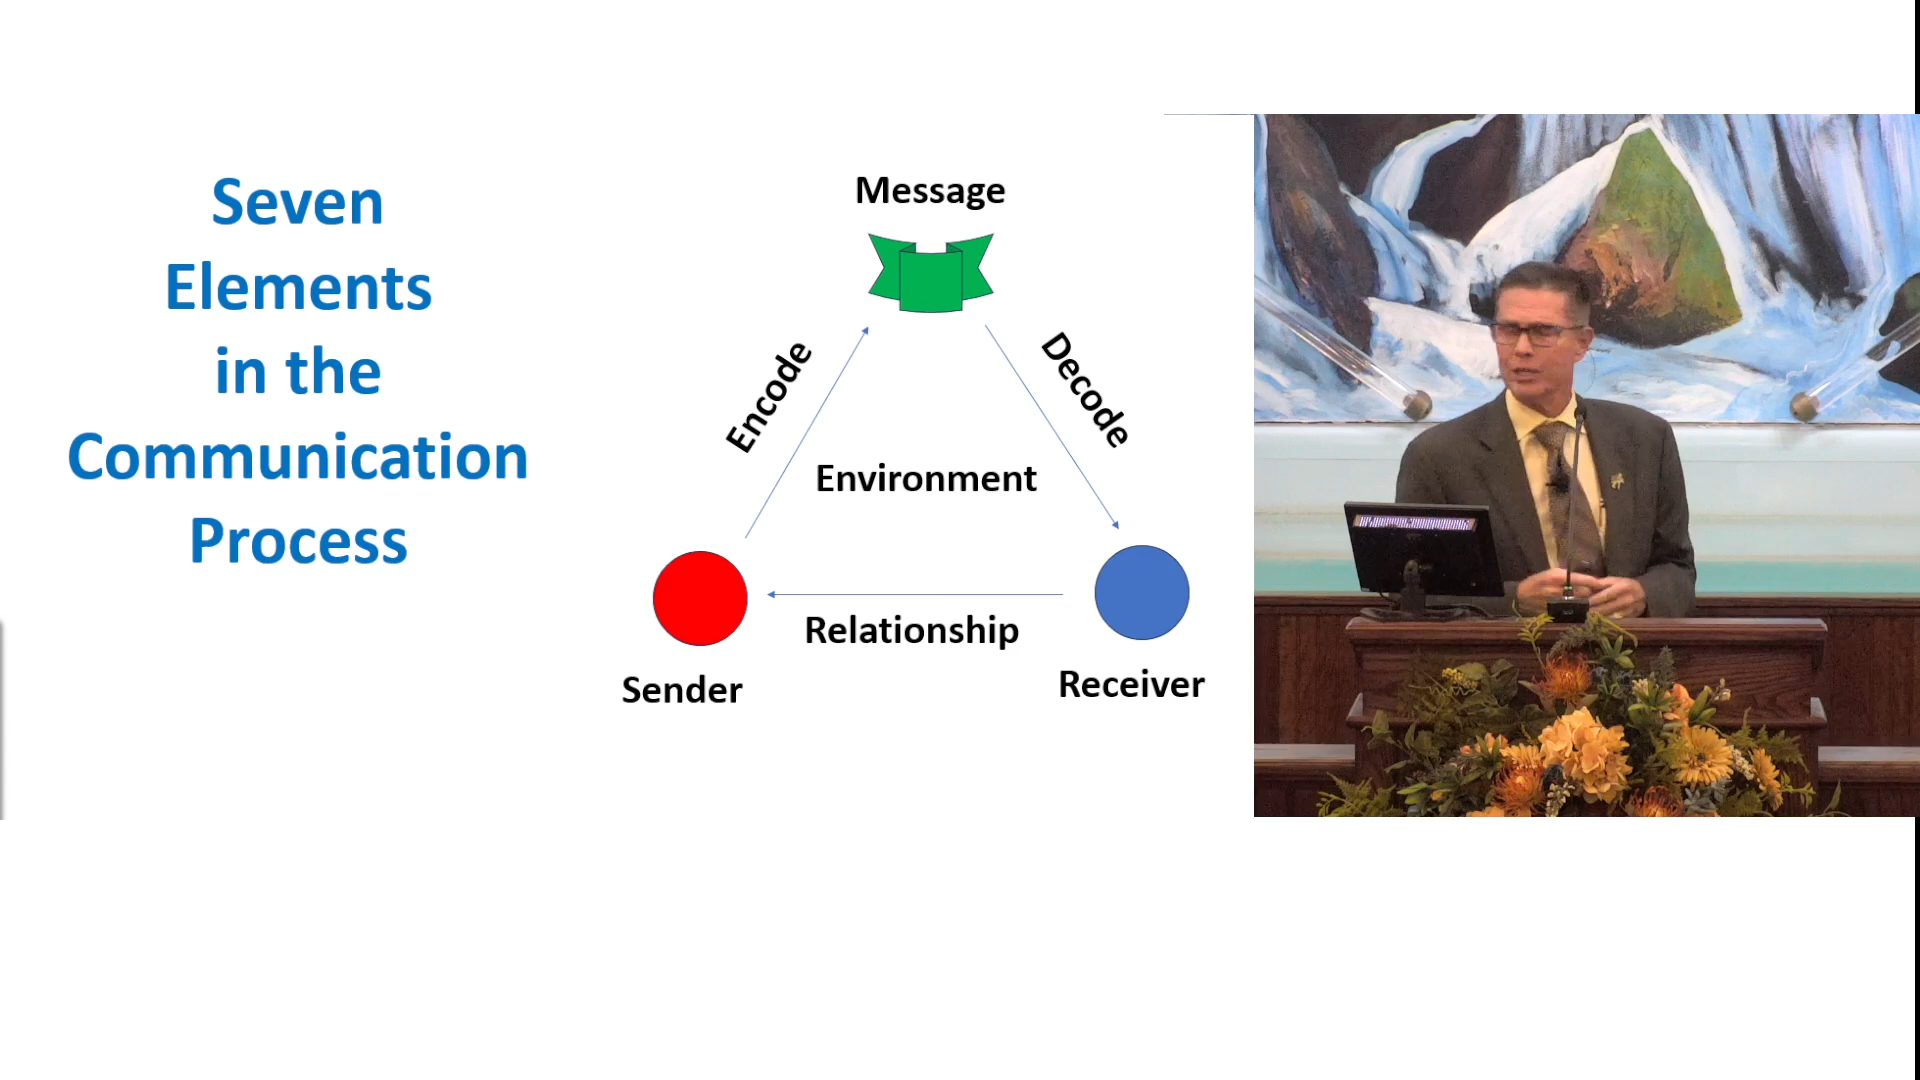 Seven
Elements
in the
Communication
Process
Message
Encode
Decode
Environment
Relationship
Sender
Receiver